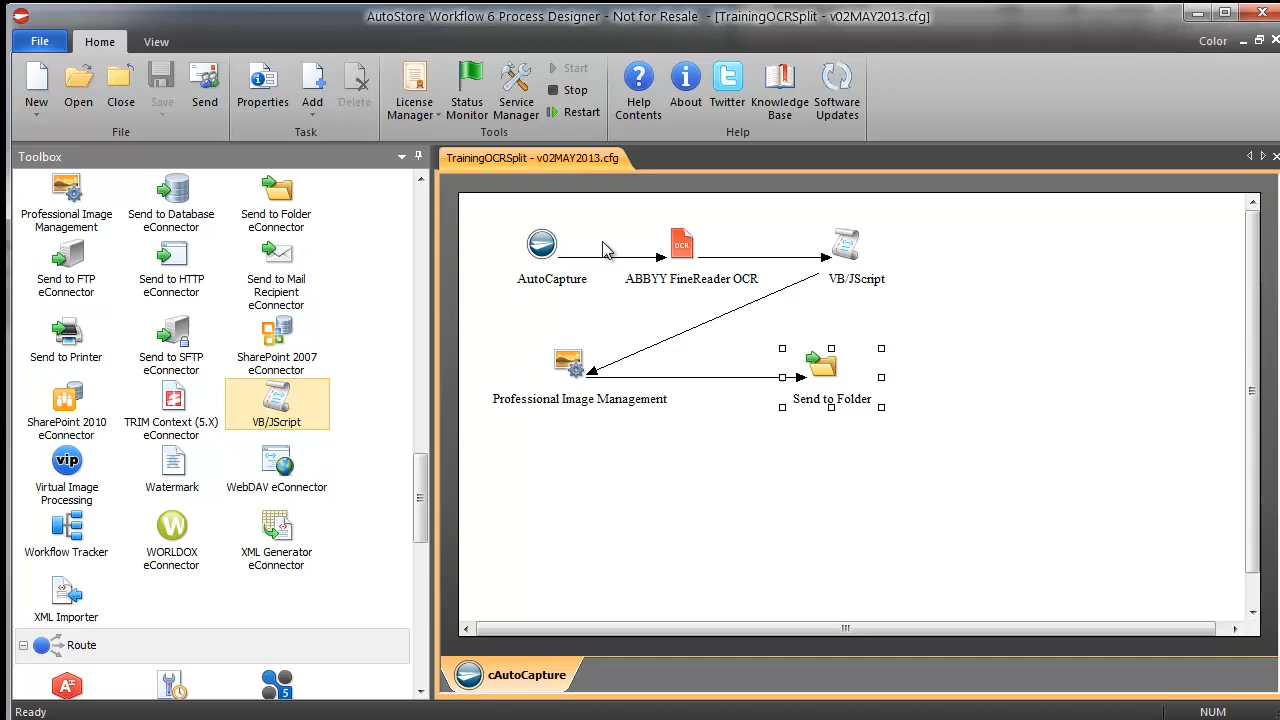 AutoStore Workflow 6 Process Designer - Not for Resale - [TrainingOCRSplit - v02MAY2013.cfg]
File
Home
View
Color
New
Open
Close
Save
Send
Properties
Add
Delete
License Manager
Status Monitor
Service Manager
Start
Stop
Restart
Help Contents
About
Twitter
Knowledge Base
Software Updates
File
Task
Tools
Help
Toolbox
TrainingOCRSplit - v02MAY2013.cfg
Professional Image Management
Send to Database eConnector
Send to Folder eConnector
Send to FTP eConnector
Send to HTTP eConnector
Send to Mail Recipient eConnector
Send to Printer
Send to SFTP eConnector
SharePoint 2007 eConnector
SharePoint 2010 eConnector
TRIM Context (5.X) eConnector
VB/JScript
vip
Virtual Image Processing
Watermark
WebDAV eConnector
Workflow Tracker
WORLDOX eConnector
XML Generator eConnector
XML Importer
Route
5
OCR
AutoCapture
ABBYY FineReader OCR
VB/JScript
Professional Image Management
Send to Folder
cAutoCapture
Ready
NUM